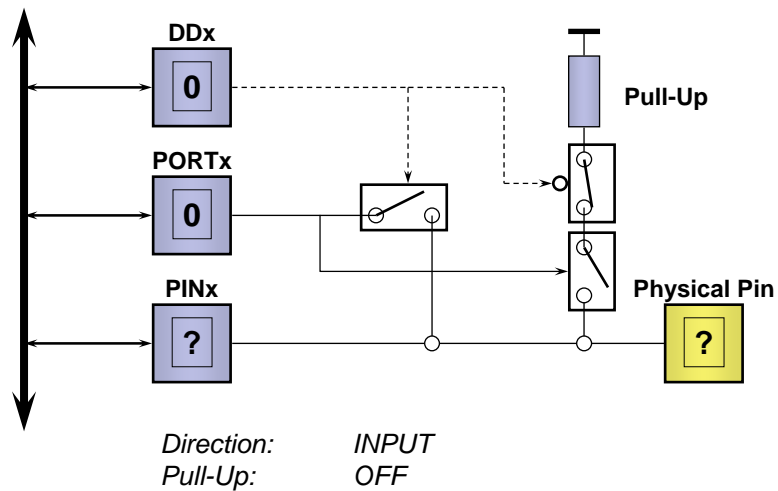 DDx
0
Pull-Up
PORTx
0
PINx
?
Physical Pin
?
Direction: INPUT
Pull-Up: OFF